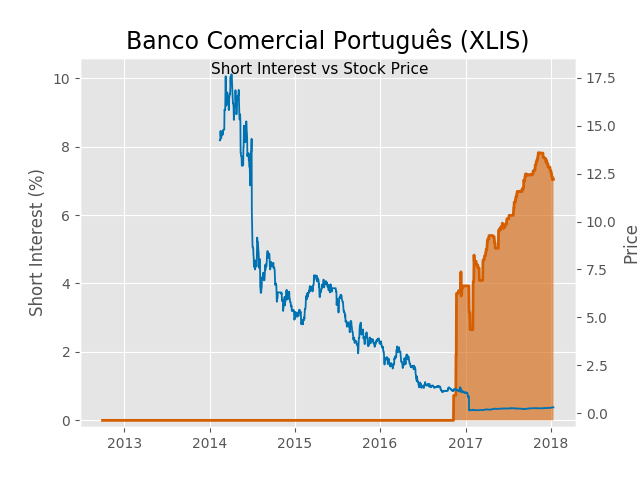 Banco Comercial Português (XLIS)
Short Interest vs Stock Price
Short Interest (%)
10
8
6
4
2
0
17.5
15.0
12.5
10.0
7.5
5.0
2.5
0.0
Price
2013 2014 2015 2016 2017 2018